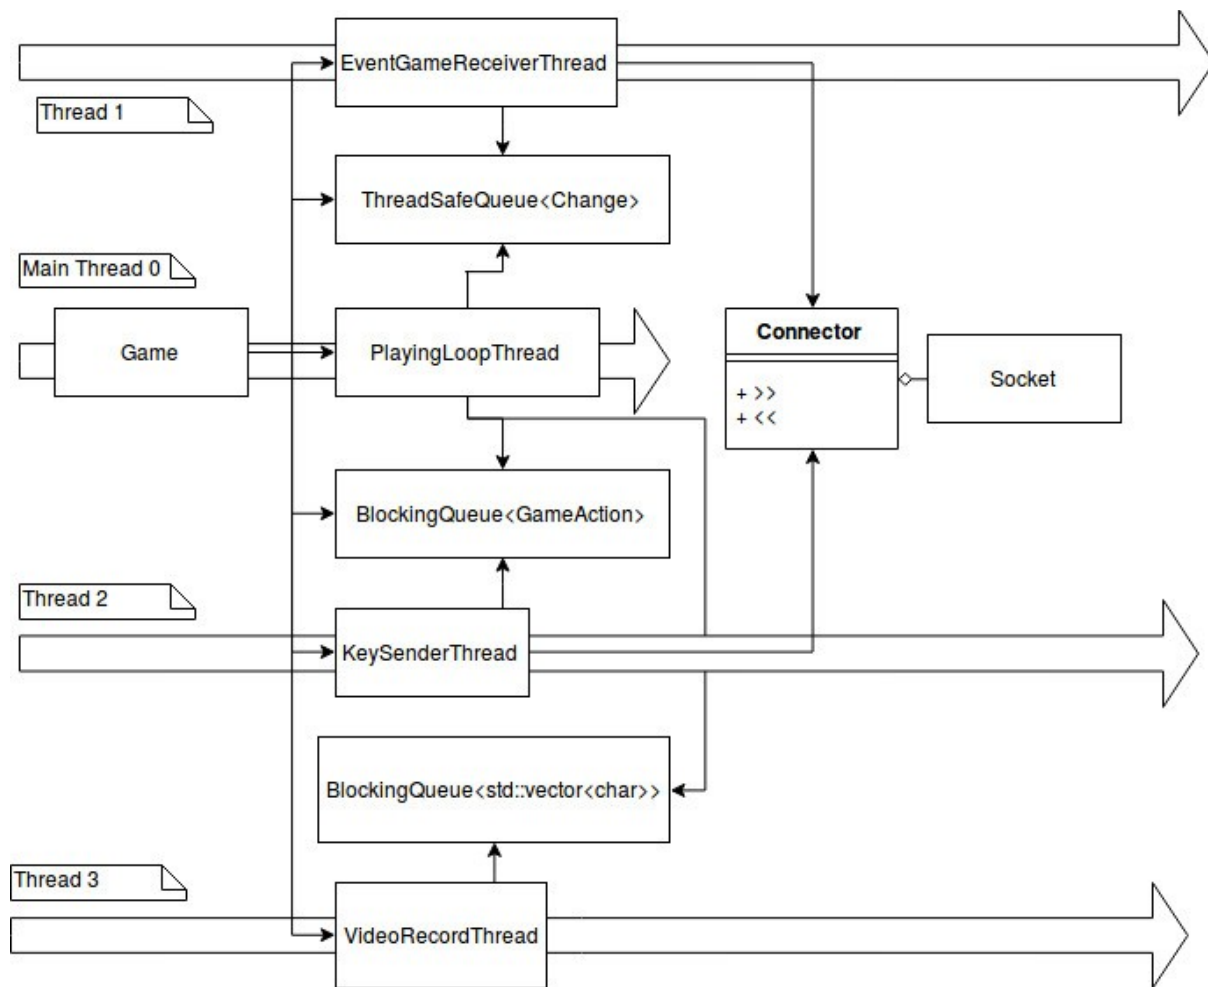 EventGameReceiverThread
Thread 1
ThreadSafeQueue<Change>
Main Thread 0
Game
PlayingLoopThread
Connector
+ >>
+ <<
Socket
BlockingQueue<GameAction>
Thread 2
KeySenderThread
BlockingQueue<std::vector<char>>
Thread 3
VideoRecordThread